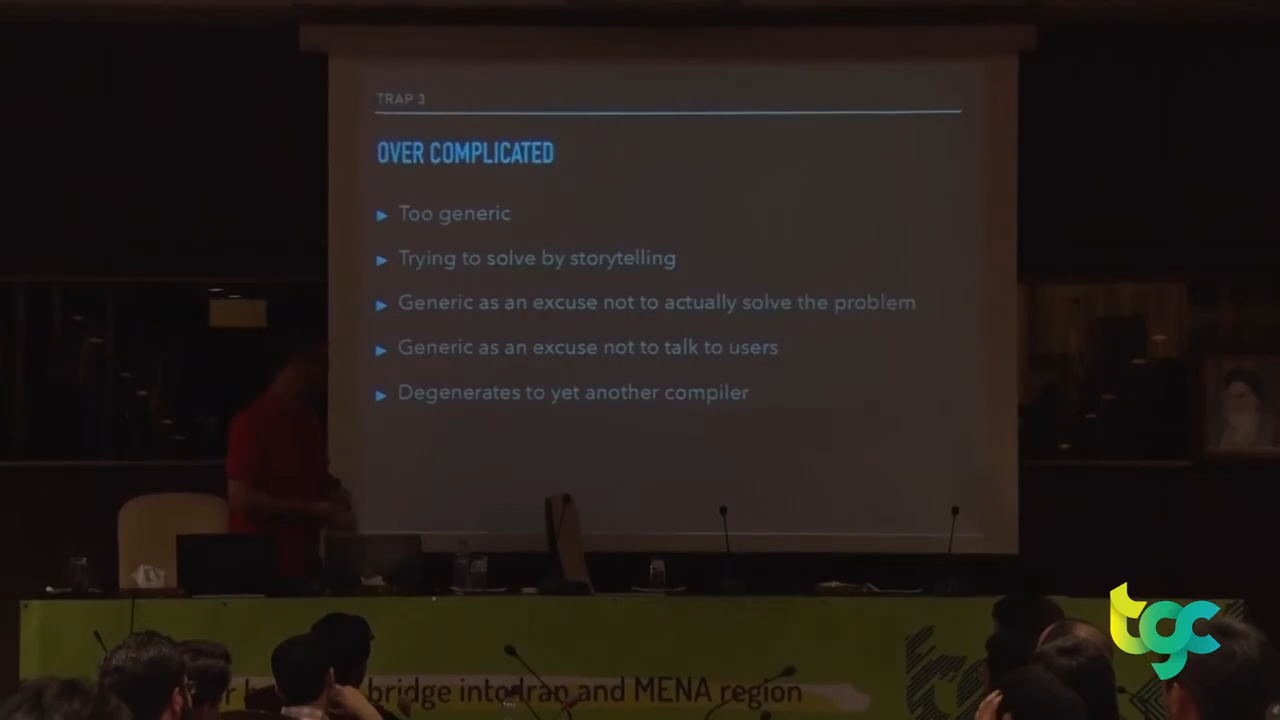 TRAP 3
OVER COMPLICATED
▸ Too generic
▸ Trying to solve by storytelling
▸ Generic as an excuse not to actually solve the problem
▸ Generic as an excuse not to talk to users
▸ Degenerates to yet another compiler
tgc
bridge into Iran and MENA region